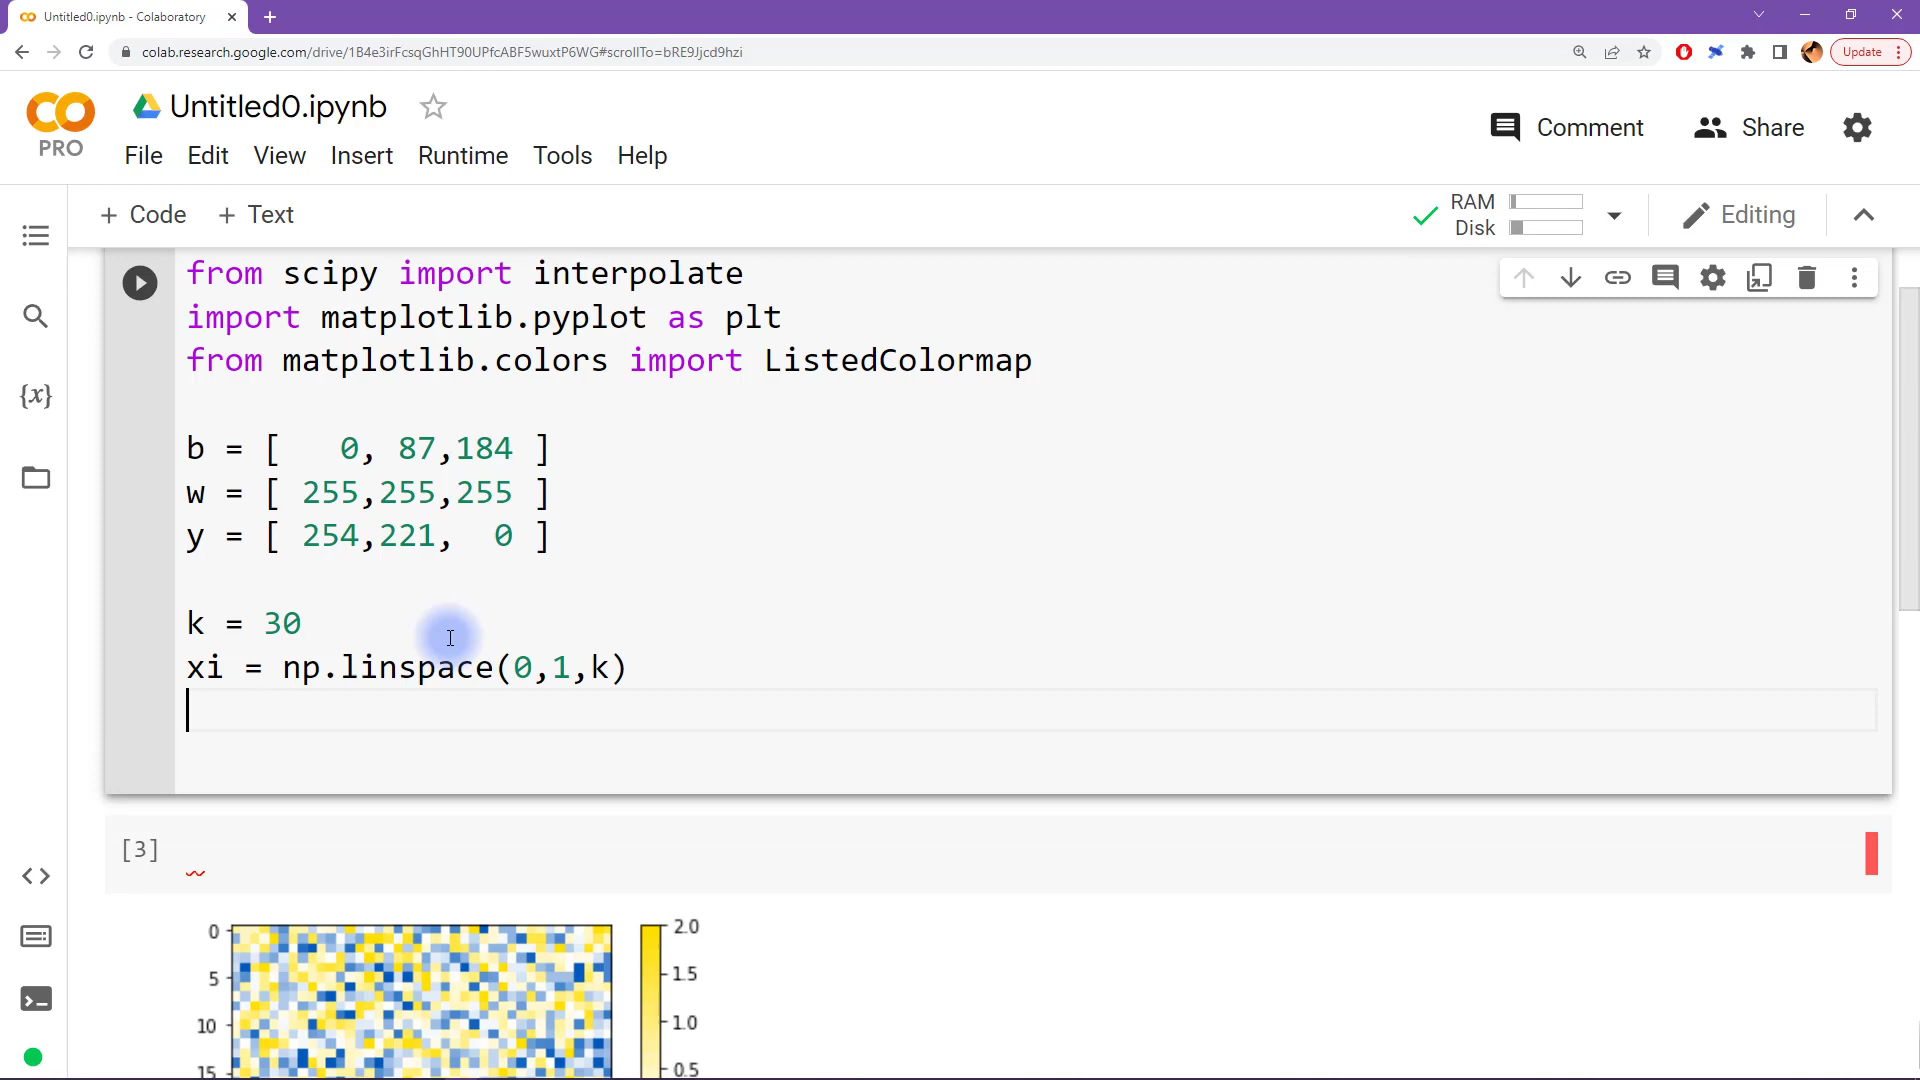 Untitled0.ipynb - Colaboratory
colab.research.google.com/drive/1B4e3irFcsqGhHT90UPfcABF5wuxtP6WG#scrollTo=bRE9Jjcd9hzi
Update
Untitled0.ipynb
PRO
File Edit View Insert Runtime Tools Help
Comment
Share
+ Code + Text
RAM
Disk
Editing
{x}
from scipy import interpolate
import matplotlib.pyplot as plt
from matplotlib.colors import ListedColormap
b = [   0, 87,184 ]
w = [ 255,255,255 ]
y = [ 254,221,  0 ]
k = 30
xi = np.linspace(0,1,k)
[3]
0
5
10
15
2.0
1.5
1.0
0.5